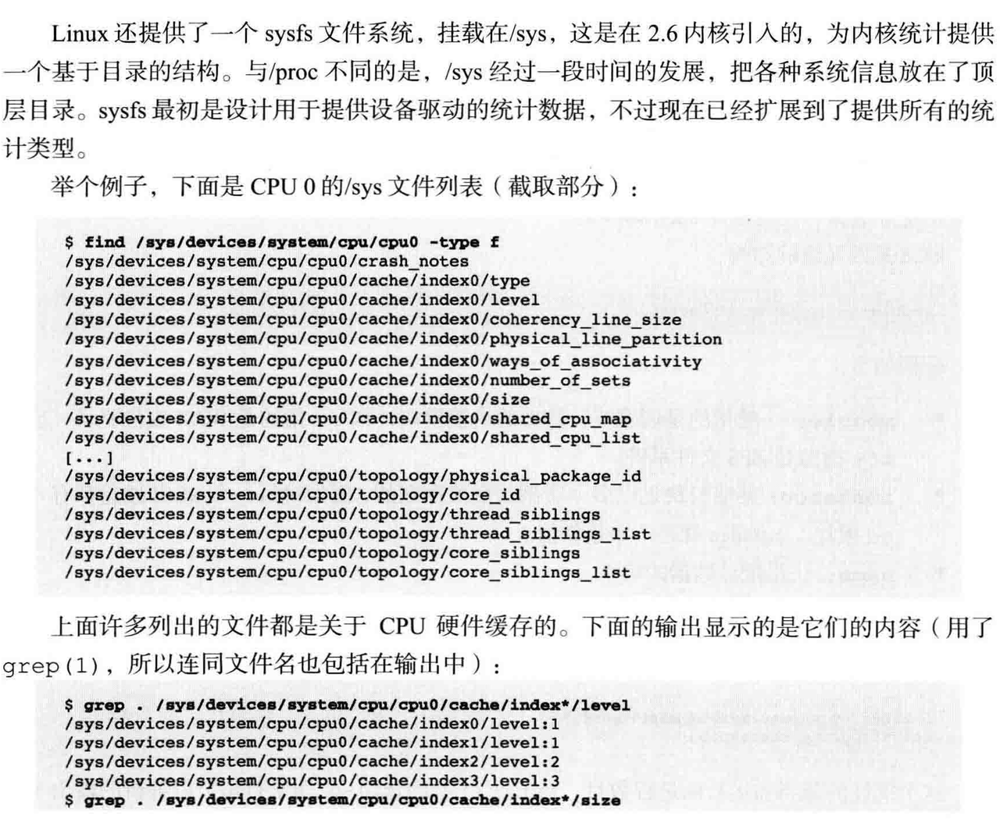 Linux 还提供了一个 sysfs 文件系统，挂载在/sys，这是在 2.6 内核引入的，为内核统计提供
一个基于目录的结构。与/proc 不同的是，/sys 经过一段时间的发展，把各种系统信息放在了顶
层目录。sysfs 最初是设计用于提供设备驱动的统计数据，不过现在已经扩展到了提供所有的统
计类型。
举个例子，下面是 CPU 0 的/sys 文件列表（截取部分）：
$ find /sys/devices/system/cpu/cpu0 -type f
/sys/devices/system/cpu/cpu0/crash_notes
/sys/devices/system/cpu/cpu0/cache/index0/type
/sys/devices/system/cpu/cpu0/cache/index0/level
/sys/devices/system/cpu/cpu0/cache/index0/coherency_line_size
/sys/devices/system/cpu/cpu0/cache/index0/physical_line_partition
/sys/devices/system/cpu/cpu0/cache/index0/ways_of_associativity
/sys/devices/system/cpu/cpu0/cache/index0/number_of_sets
/sys/devices/system/cpu/cpu0/cache/index0/size
/sys/devices/system/cpu/cpu0/cache/index0/shared_cpu_map
/sys/devices/system/cpu/cpu0/cache/index0/shared_cpu_list
[...]
/sys/devices/system/cpu/cpu0/topology/physical_package_id
/sys/devices/system/cpu/cpu0/topology/core_id
/sys/devices/system/cpu/cpu0/topology/thread_siblings
/sys/devices/system/cpu/cpu0/topology/thread_siblings_list
/sys/devices/system/cpu/cpu0/topology/core_siblings
/sys/devices/system/cpu/cpu0/topology/core_siblings_list
上面许多列出的文件都是关于 CPU 硬件缓存的。下面的输出显示的是它们的内容（用了
grep(1)，所以连同文件名也包括在输出中）：
$ grep . /sys/devices/system/cpu/cpu0/cache/index*/level
/sys/devices/system/cpu/cpu0/cache/index0/level:1
/sys/devices/system/cpu/cpu0/cache/index1/level:1
/sys/devices/system/cpu/cpu0/cache/index2/level:2
/sys/devices/system/cpu/cpu0/cache/index3/level:3
$ grep . /sys/devices/system/cpu/cpu0/cache/index*/size